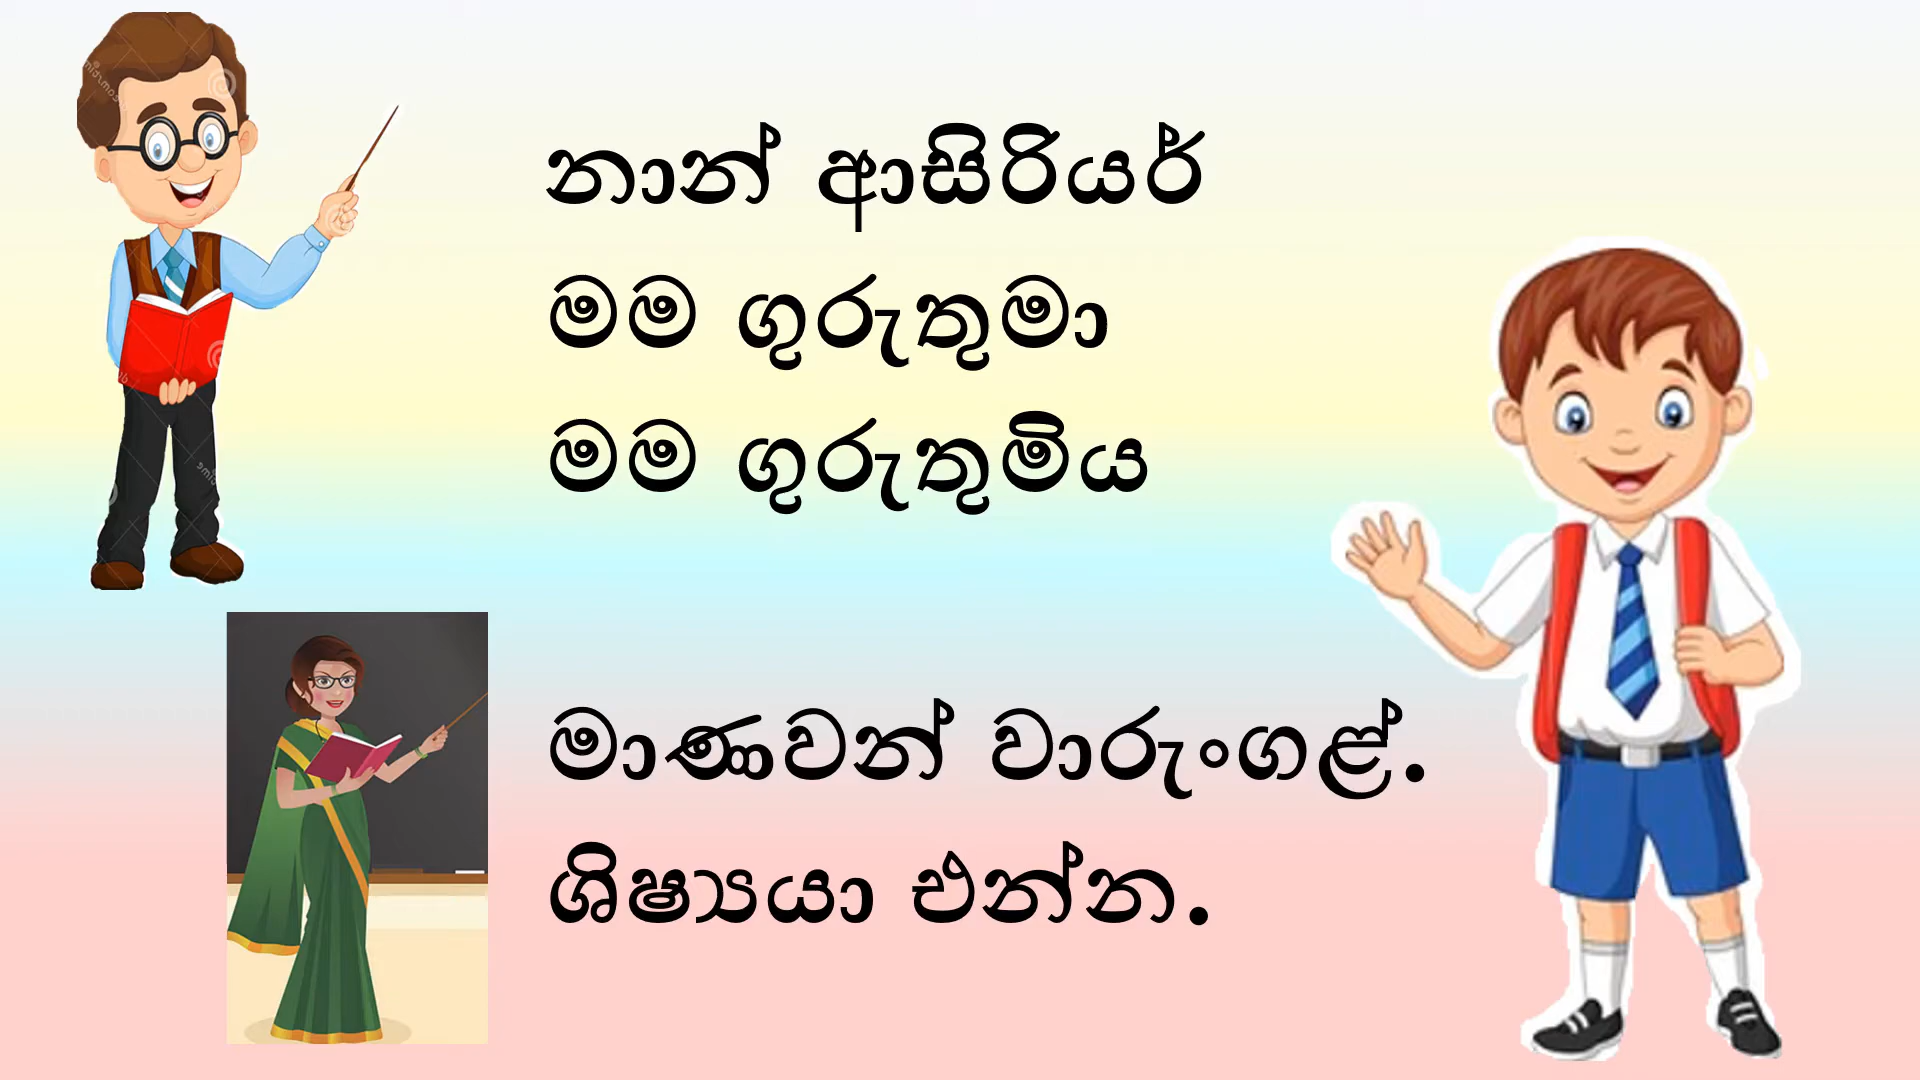 නාන් ආසිරියර්
මම ගුරුතුමා
මම ගුරුතුමිය
මාණවන් වාරුංගළ්.
ශිෂ්‍යයා එන්න.